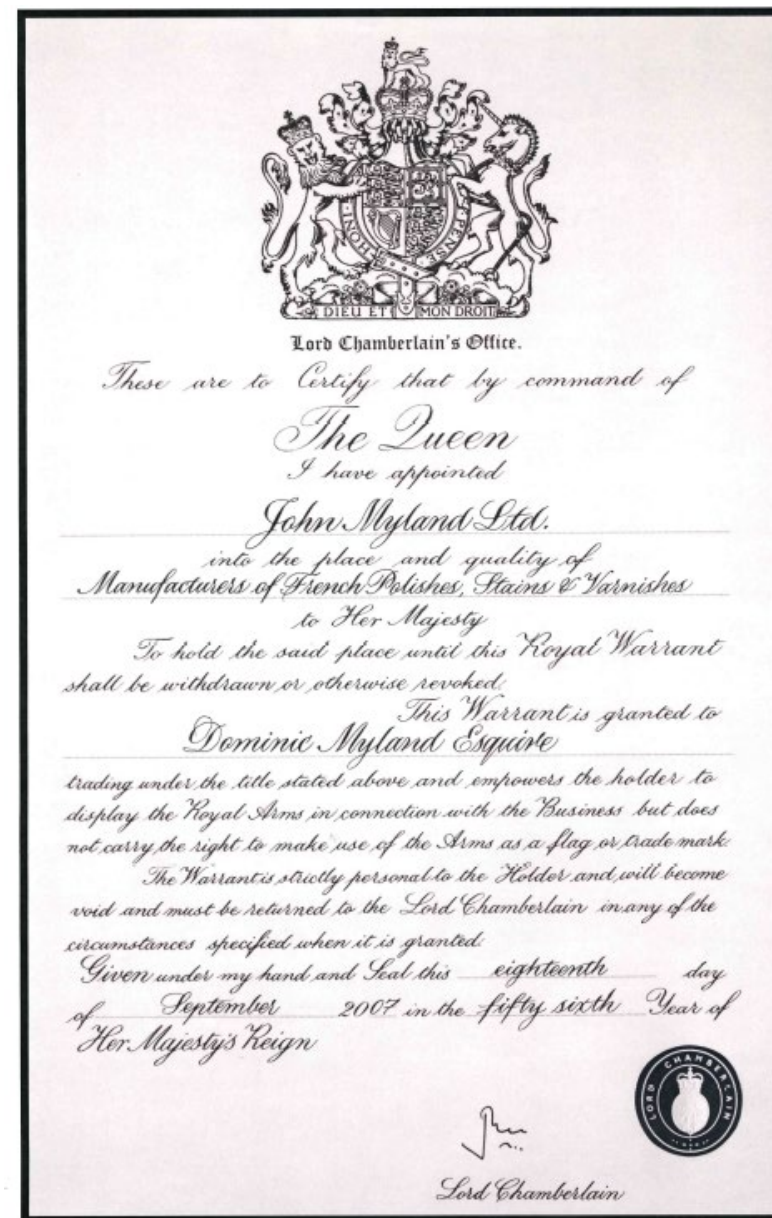 HONI PENSE
DIEU ET MON DROIT
Lord Chamberlain's Office.
These are to Certify that by command of
The Queen
I have appointed
John Myland Ltd.
into the place and quality of
Manufacturers of French Polishes, Stains & Varnishes
to Her Majesty
To hold the said place until this Royal Warrant
shall be withdrawn or otherwise revoked.
This Warrant is granted to
Dominic Myland Esquire
trading under the title stated above and empowers the holder to
display the Royal Arms in connection with the Business but does
not carry the right to make use of the Arms as a flag or trade mark.
The Warrant is strictly personal to the Holder and will become
void and must be returned to the Lord Chamberlain in any of the
circumstances specified when it is granted.
Given under my hand and Seal this eighteenth day
of September 2007 in the fifty sixth Year of
Her Majesty's Reign
LORD CHAMBERLAIN
Lord Chamberlain